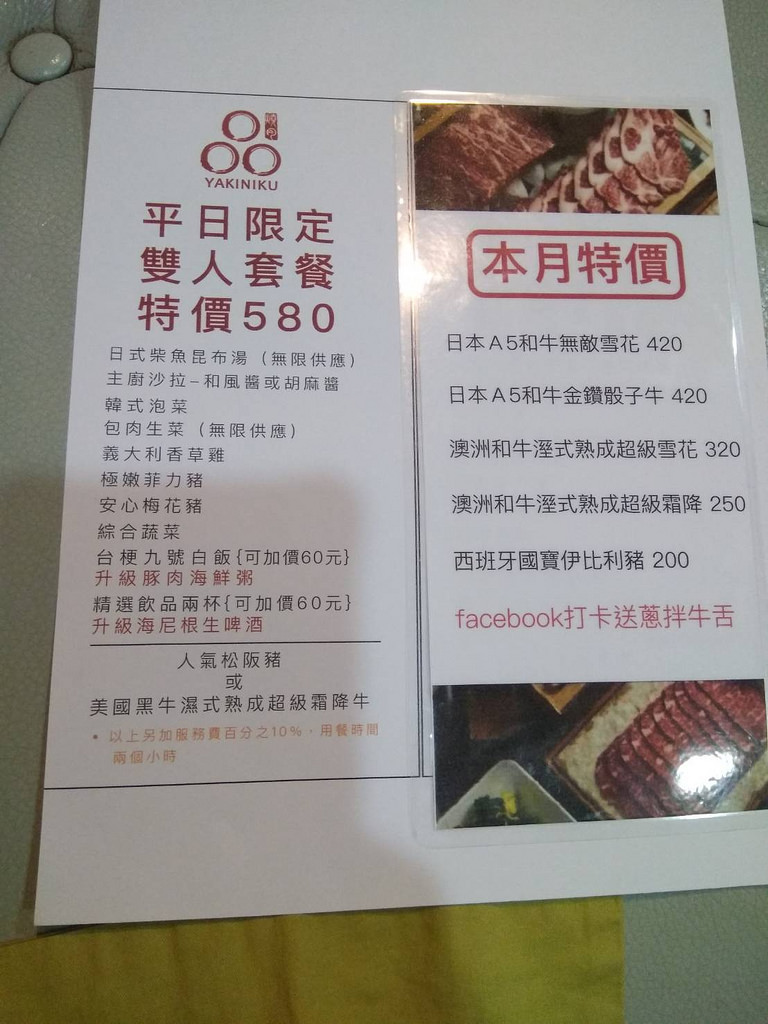 YAKINIKU
平日限定
雙人套餐
特價580
日式柴魚昆布湯 (無限供應)
主廚沙拉-和風醬或胡麻醬
韓式泡菜
包肉生菜 (無限供應)
義大利香草雞
極嫩菲力豬
安心梅花豬
綜合蔬菜
台梗九號白飯{可加價60元}
升級豚肉海鮮粥
精選飲品兩杯{可加價60元}
升級海尼根生啤酒
人氣松阪豬
或
美國黑牛濕式熟成超級霜降牛
• 以上另加服務費百分之10%，用餐時間
兩個小時
本月特價
日本A5和牛無敵雪花 420
日本A5和牛金鑽骰子牛 420
澳洲和牛溼式熟成超級雪花 320
澳洲和牛溼式熟成超級霜降 250
西班牙國寶伊比利豬 200
facebook打卡送蔥拌牛舌